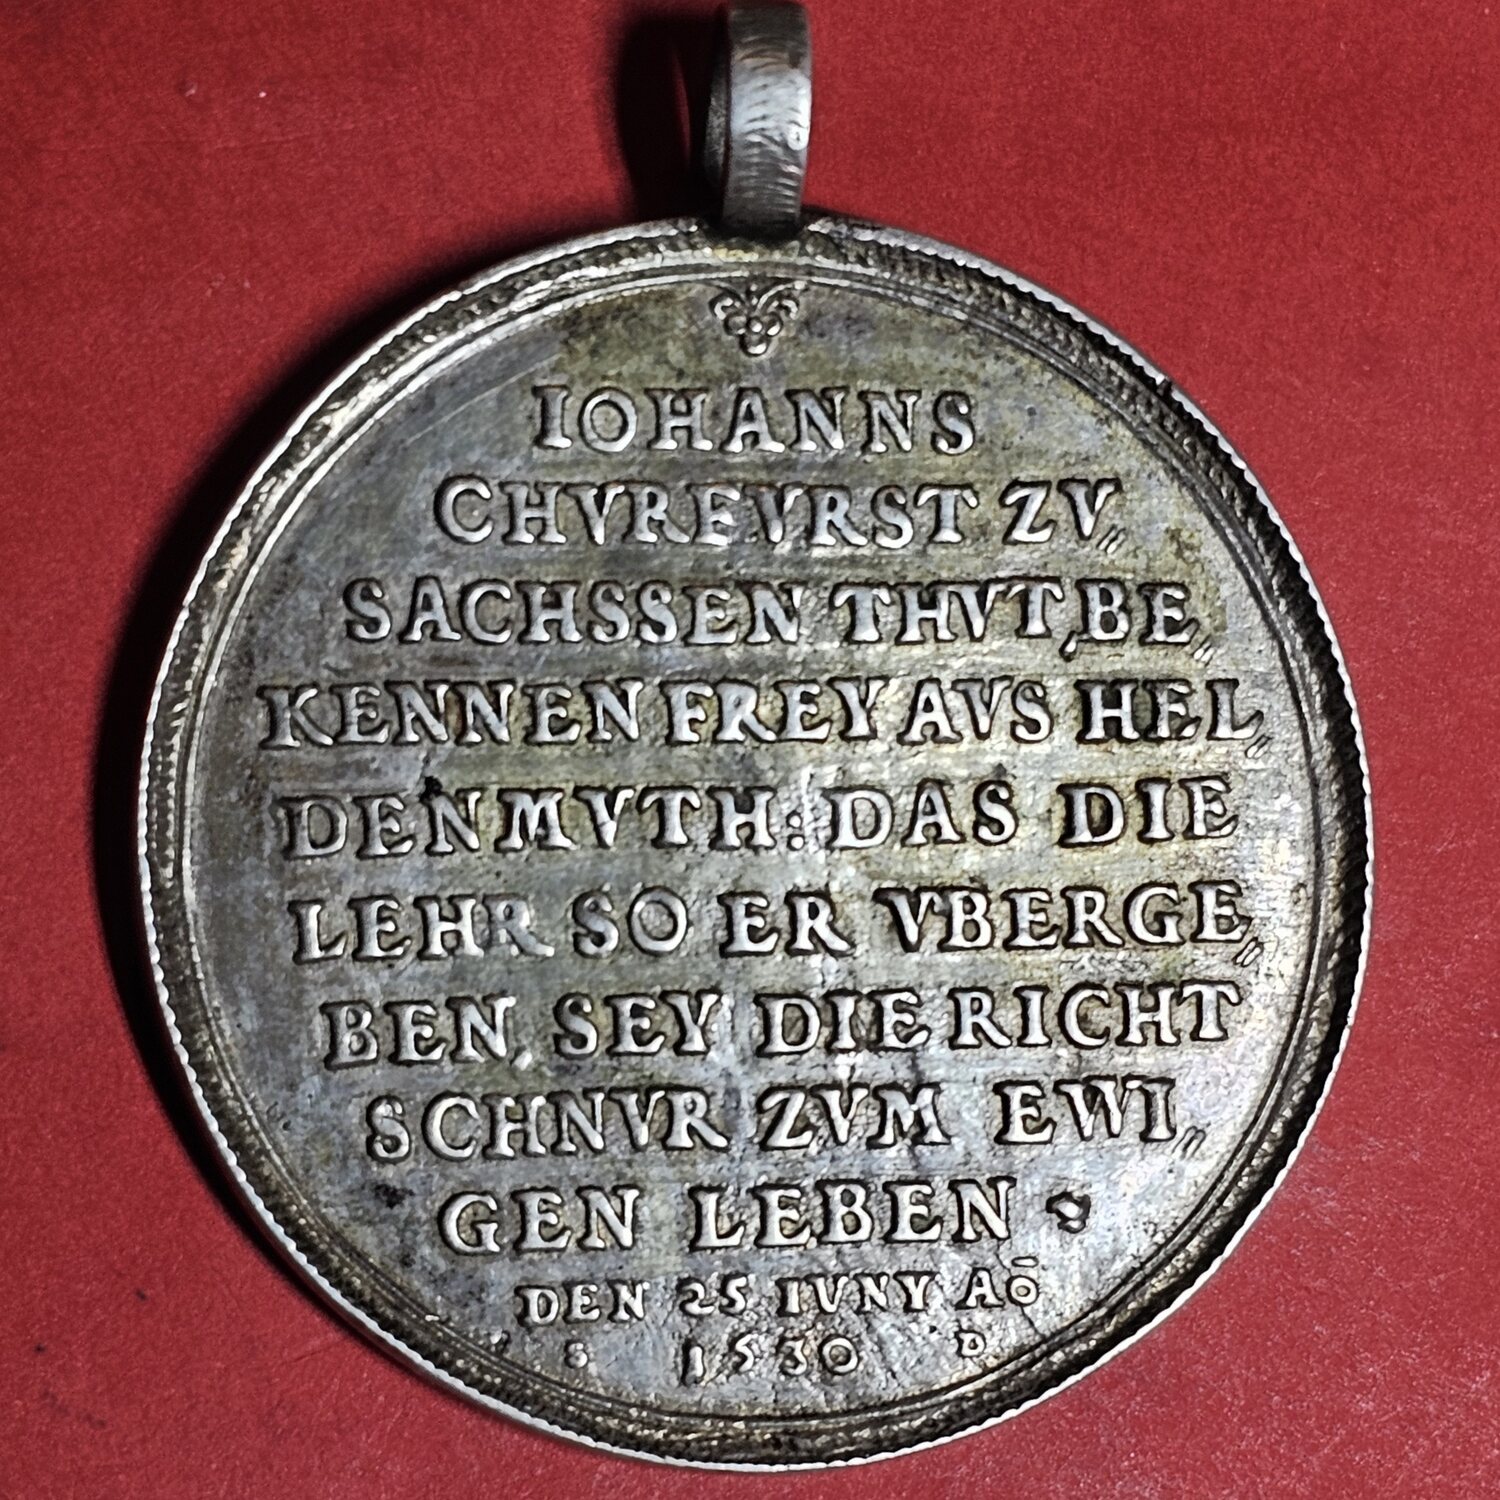 IOHANNS
CHVRFVRST ZV„
SACHSSEN THVT, BE„
KENNEN FREY AVS HEL„
DENMVTH: DAS DIE
LEHR SO ER VBERGE„
BEN, SEY DIE RICHT
SCHNVR ZVM EWI„
GEN LEBEN
DEN 25 IVNY AŌ
S 1530 D